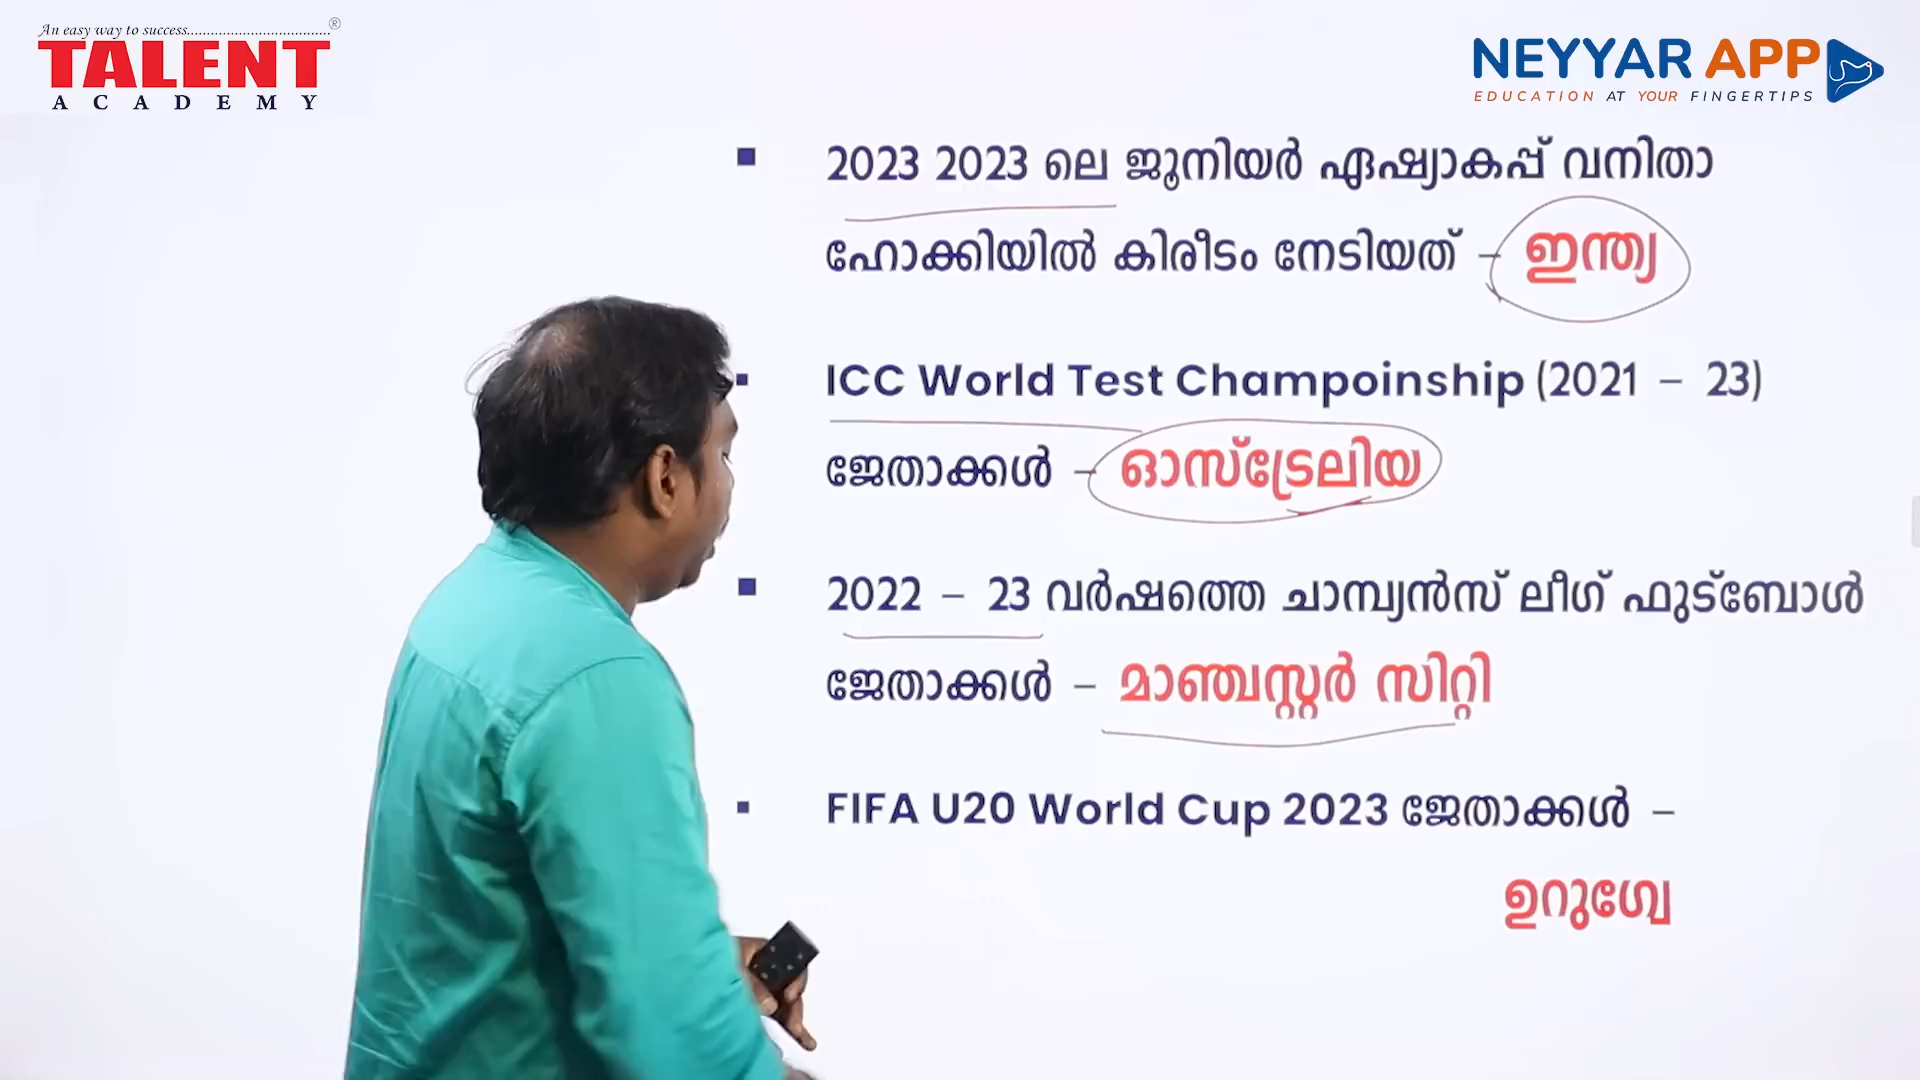 An easy way to success....................................
®
TALENT
ACADEMY
NEYYAR APP
EDUCATION AT YOUR FINGERTIPS
2023 2023 ലെ ജൂനിയർ ഏഷ്യാകപ്പ് വനിതാ
ഹോക്കിയിൽ കിരീടം നേടിയത് – ഇന്ത്യ
ICC World Test Champoinship (2021 – 23)
ജേതാക്കൾ – ഓസ്ട്രേലിയ
2022 – 23 വർഷത്തെ ചാമ്പ്യൻസ് ലീഗ് ഫുട്ബോൾ
ജേതാക്കൾ – മാഞ്ചസ്റ്റർ സിറ്റി
FIFA U20 World Cup 2023 ജേതാക്കൾ –
ഉറുഗ്വേ